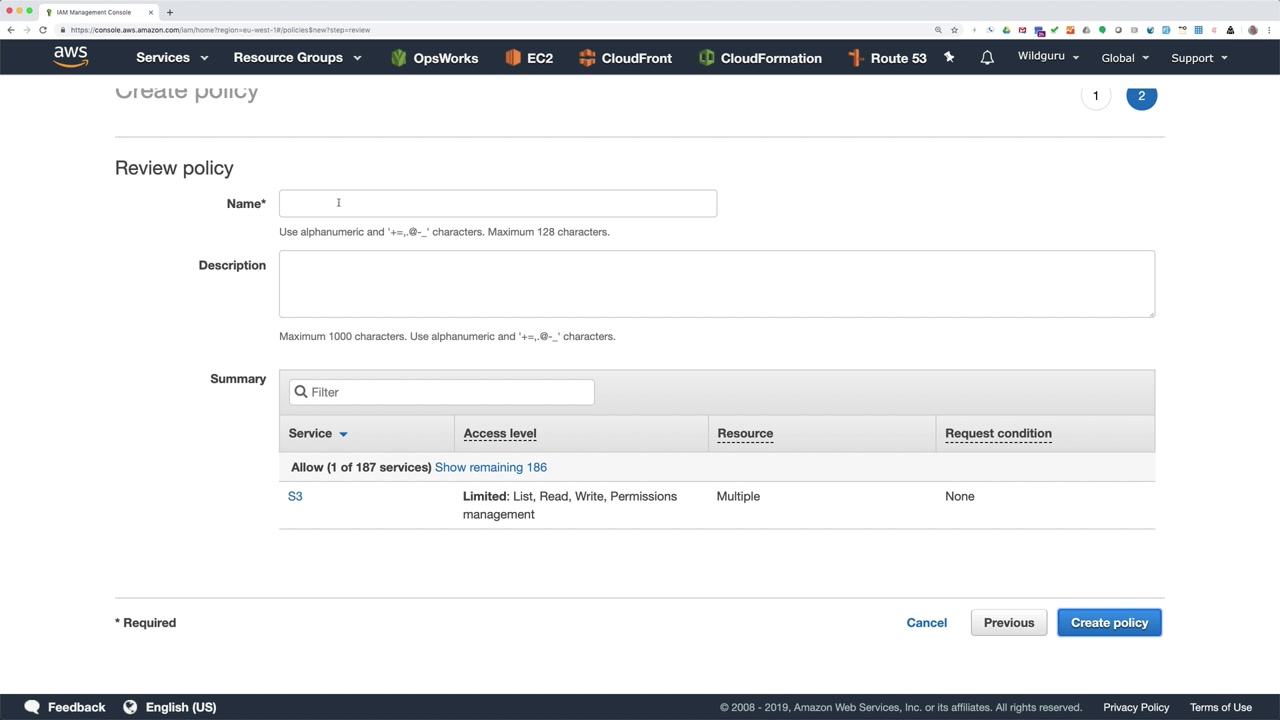 IAM Management Console
https://console.aws.amazon.com/iam/home?region=eu-west-1#/policies$new?step=review
aws
Services
Resource Groups
OpsWorks
EC2
CloudFront
CloudFormation
Route 53
Wildguru
Global
Support
Create policy
1
2
Review policy
Name*
Use alphanumeric and '+=,.@-_' characters. Maximum 128 characters.
Description
Maximum 1000 characters. Use alphanumeric and '+=,.@-_' characters.
Summary
Filter
Service
Access level
Resource
Request condition
Allow (1 of 187 services) Show remaining 186
S3
Limited: List, Read, Write, Permissions
management
Multiple
None
* Required
Cancel
Previous
Create policy
Feedback
English (US)
© 2008 - 2019, Amazon Web Services, Inc. or its affiliates. All rights reserved.
Privacy Policy
Terms of Use